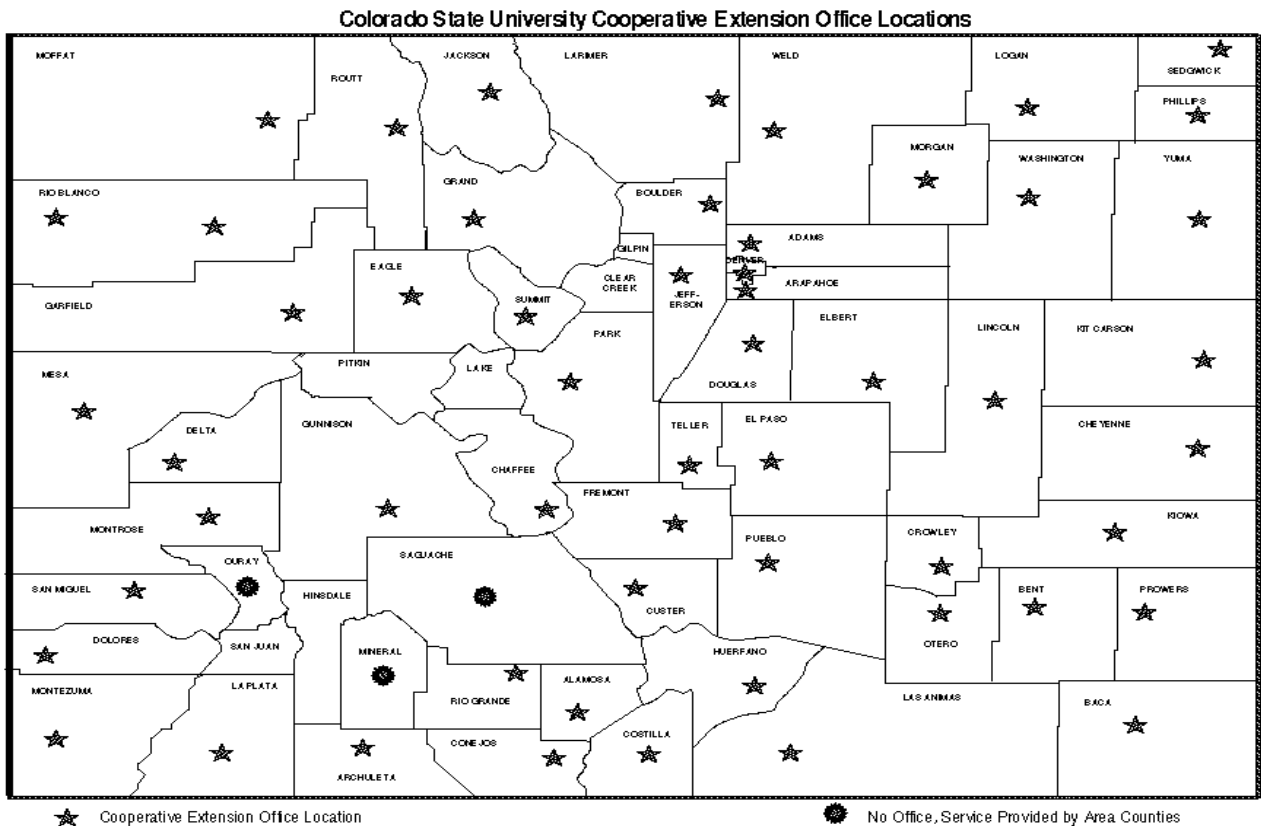 Colorado State University Cooperative Extension Office Locations
MOFFAT
ROUTT
JACKSON
LARIMER
WELD
LOGAN
SEDGWICK
PHILLIPS
RIO BLANCO
GRAND
BOULDER
MORGAN
WASHINGTON
YUMA
GILPIN
ADAMS
DENVER
ARAPAHOE
GARFIELD
EAGLE
SUMMIT
CLEAR
CREEK
JEFF-
ERSON
PARK
ELBERT
LINCOLN
KIT CARSON
MESA
PITKIN
LAKE
DOUGLAS
DELTA
GUNNISON
CHAFFEE
TELLER
EL PASO
CHEYENNE
MONTROSE
FREMONT
PUEBLO
CROWLEY
KIOWA
OURAY
SAGUACHE
SAN MIGUEL
HINSDALE
CUSTER
BENT
PROWERS
DOLORES
SAN JUAN
MINERAL
HUERFANO
OTERO
MONTEZUMA
LA PLATA
RIO GRANDE
ALAMOSA
LAS ANIMAS
BACA
ARCHULETA
CONEJOS
COSTILLA
Cooperative Extension Office Location
No Office, Service Provided by Area Counties